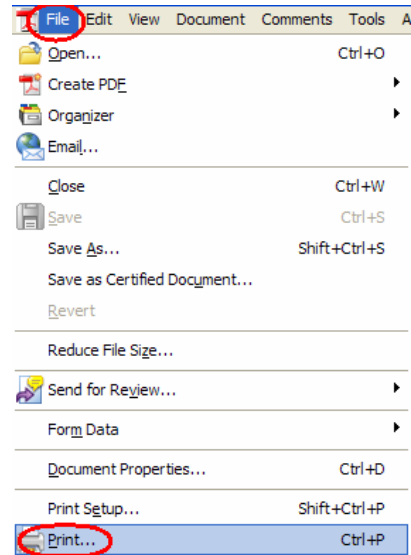 File Edit View Document Comments Tools A
Open... Ctrl+O
Create PDF
Organizer
Email...
Close Ctrl+W
Save Ctrl+S
Save As... Shift+Ctrl+S
Save as Certified Document...
Revert
Reduce File Size...
Send for Review...
Form Data
Document Properties... Ctrl+D
Print Setup... Shift+Ctrl+P
Print... Ctrl+P